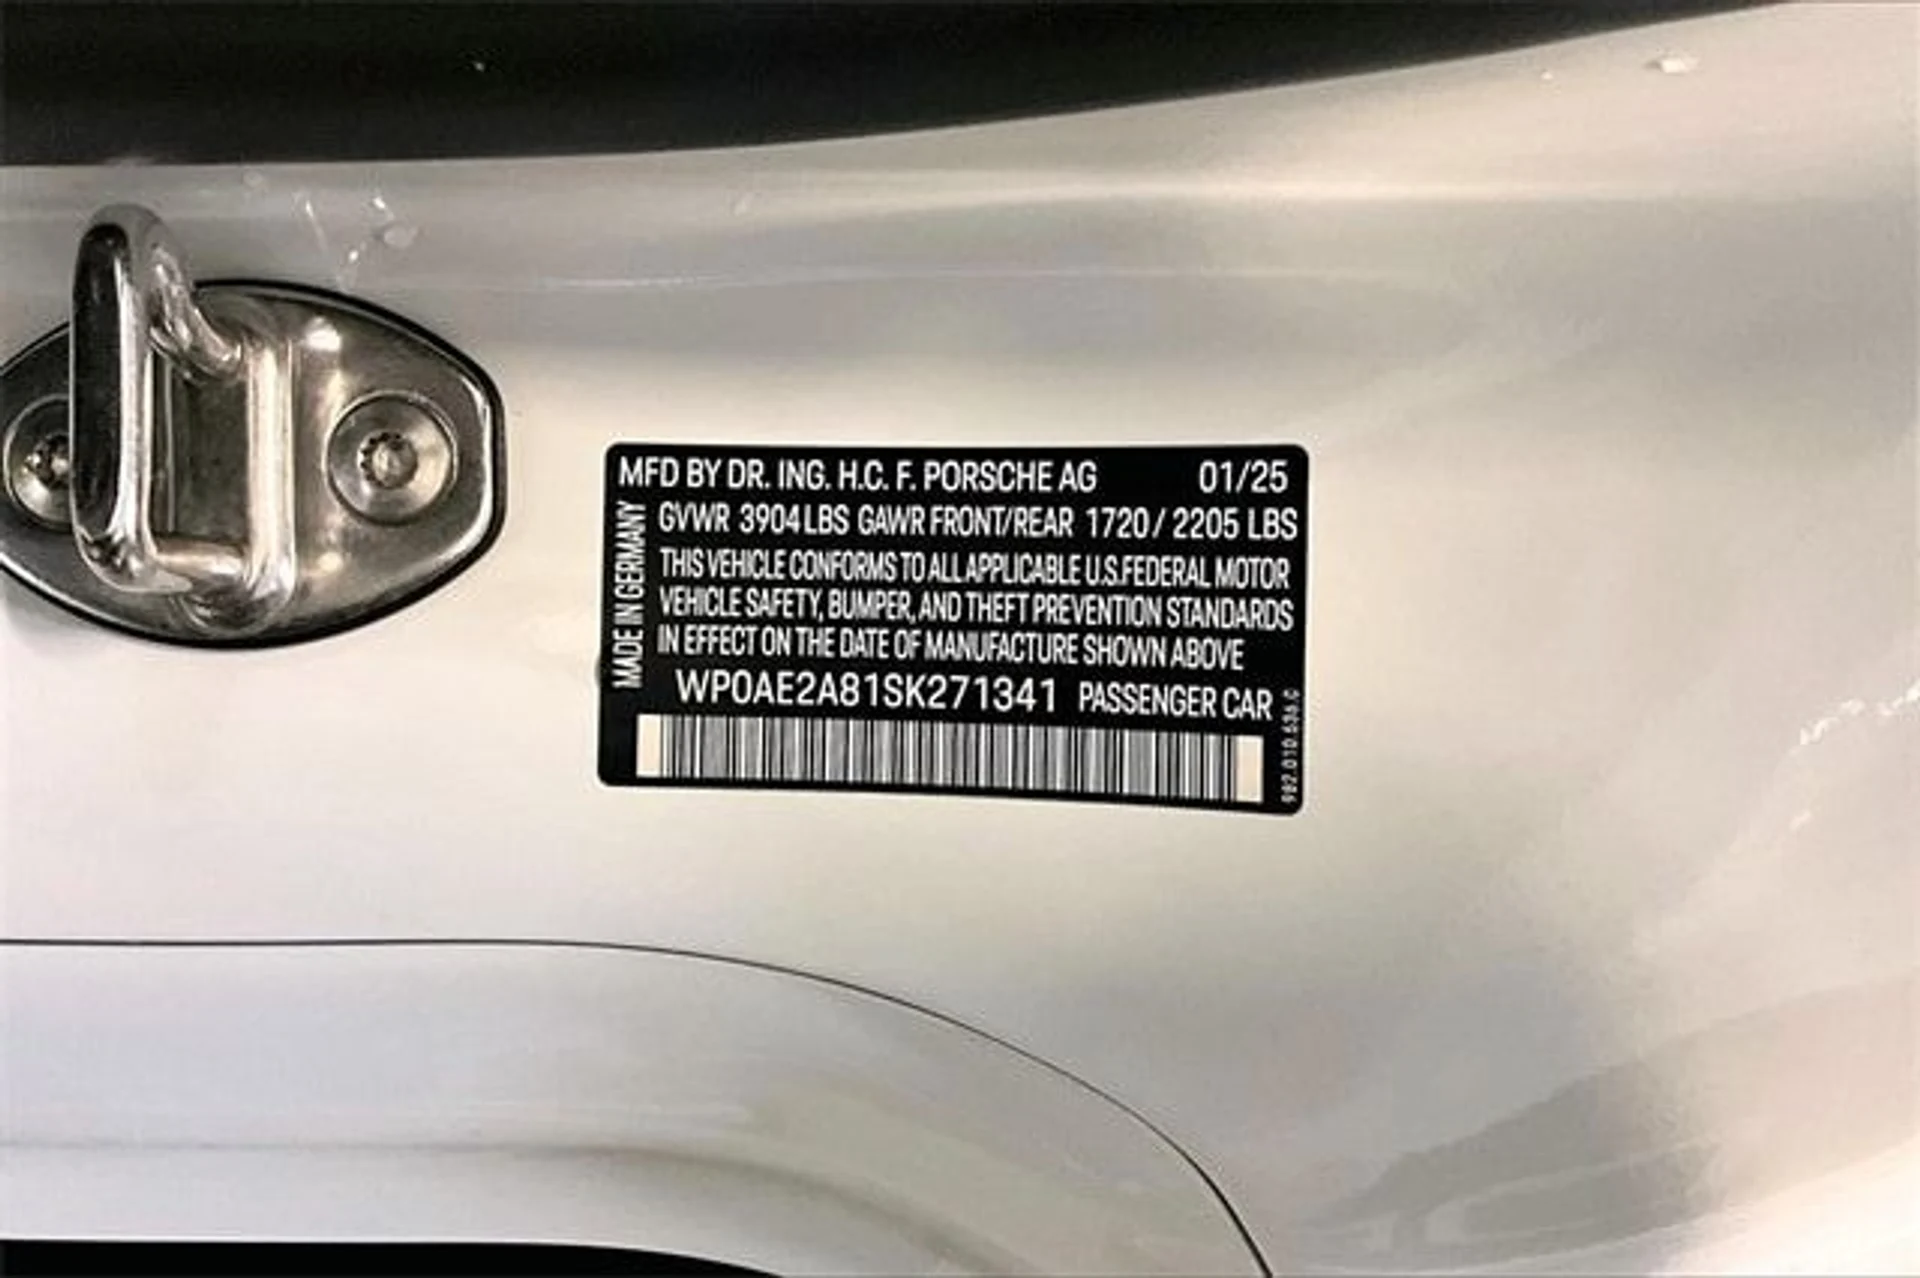 MFD BY DR. ING. H.C. F. PORSCHE AG 01/25
MADE IN GERMANY
GVWR 3904 LBS GAWR FRONT/REAR 1720 / 2205 LBS
THIS VEHICLE CONFORMS TO ALL APPLICABLE U.S.FEDERAL MOTOR
VEHICLE SAFETY, BUMPER, AND THEFT PREVENTION STANDARDS
IN EFFECT ON THE DATE OF MANUFACTURE SHOWN ABOVE
WP0AE2A81SK271341 PASSENGER CAR